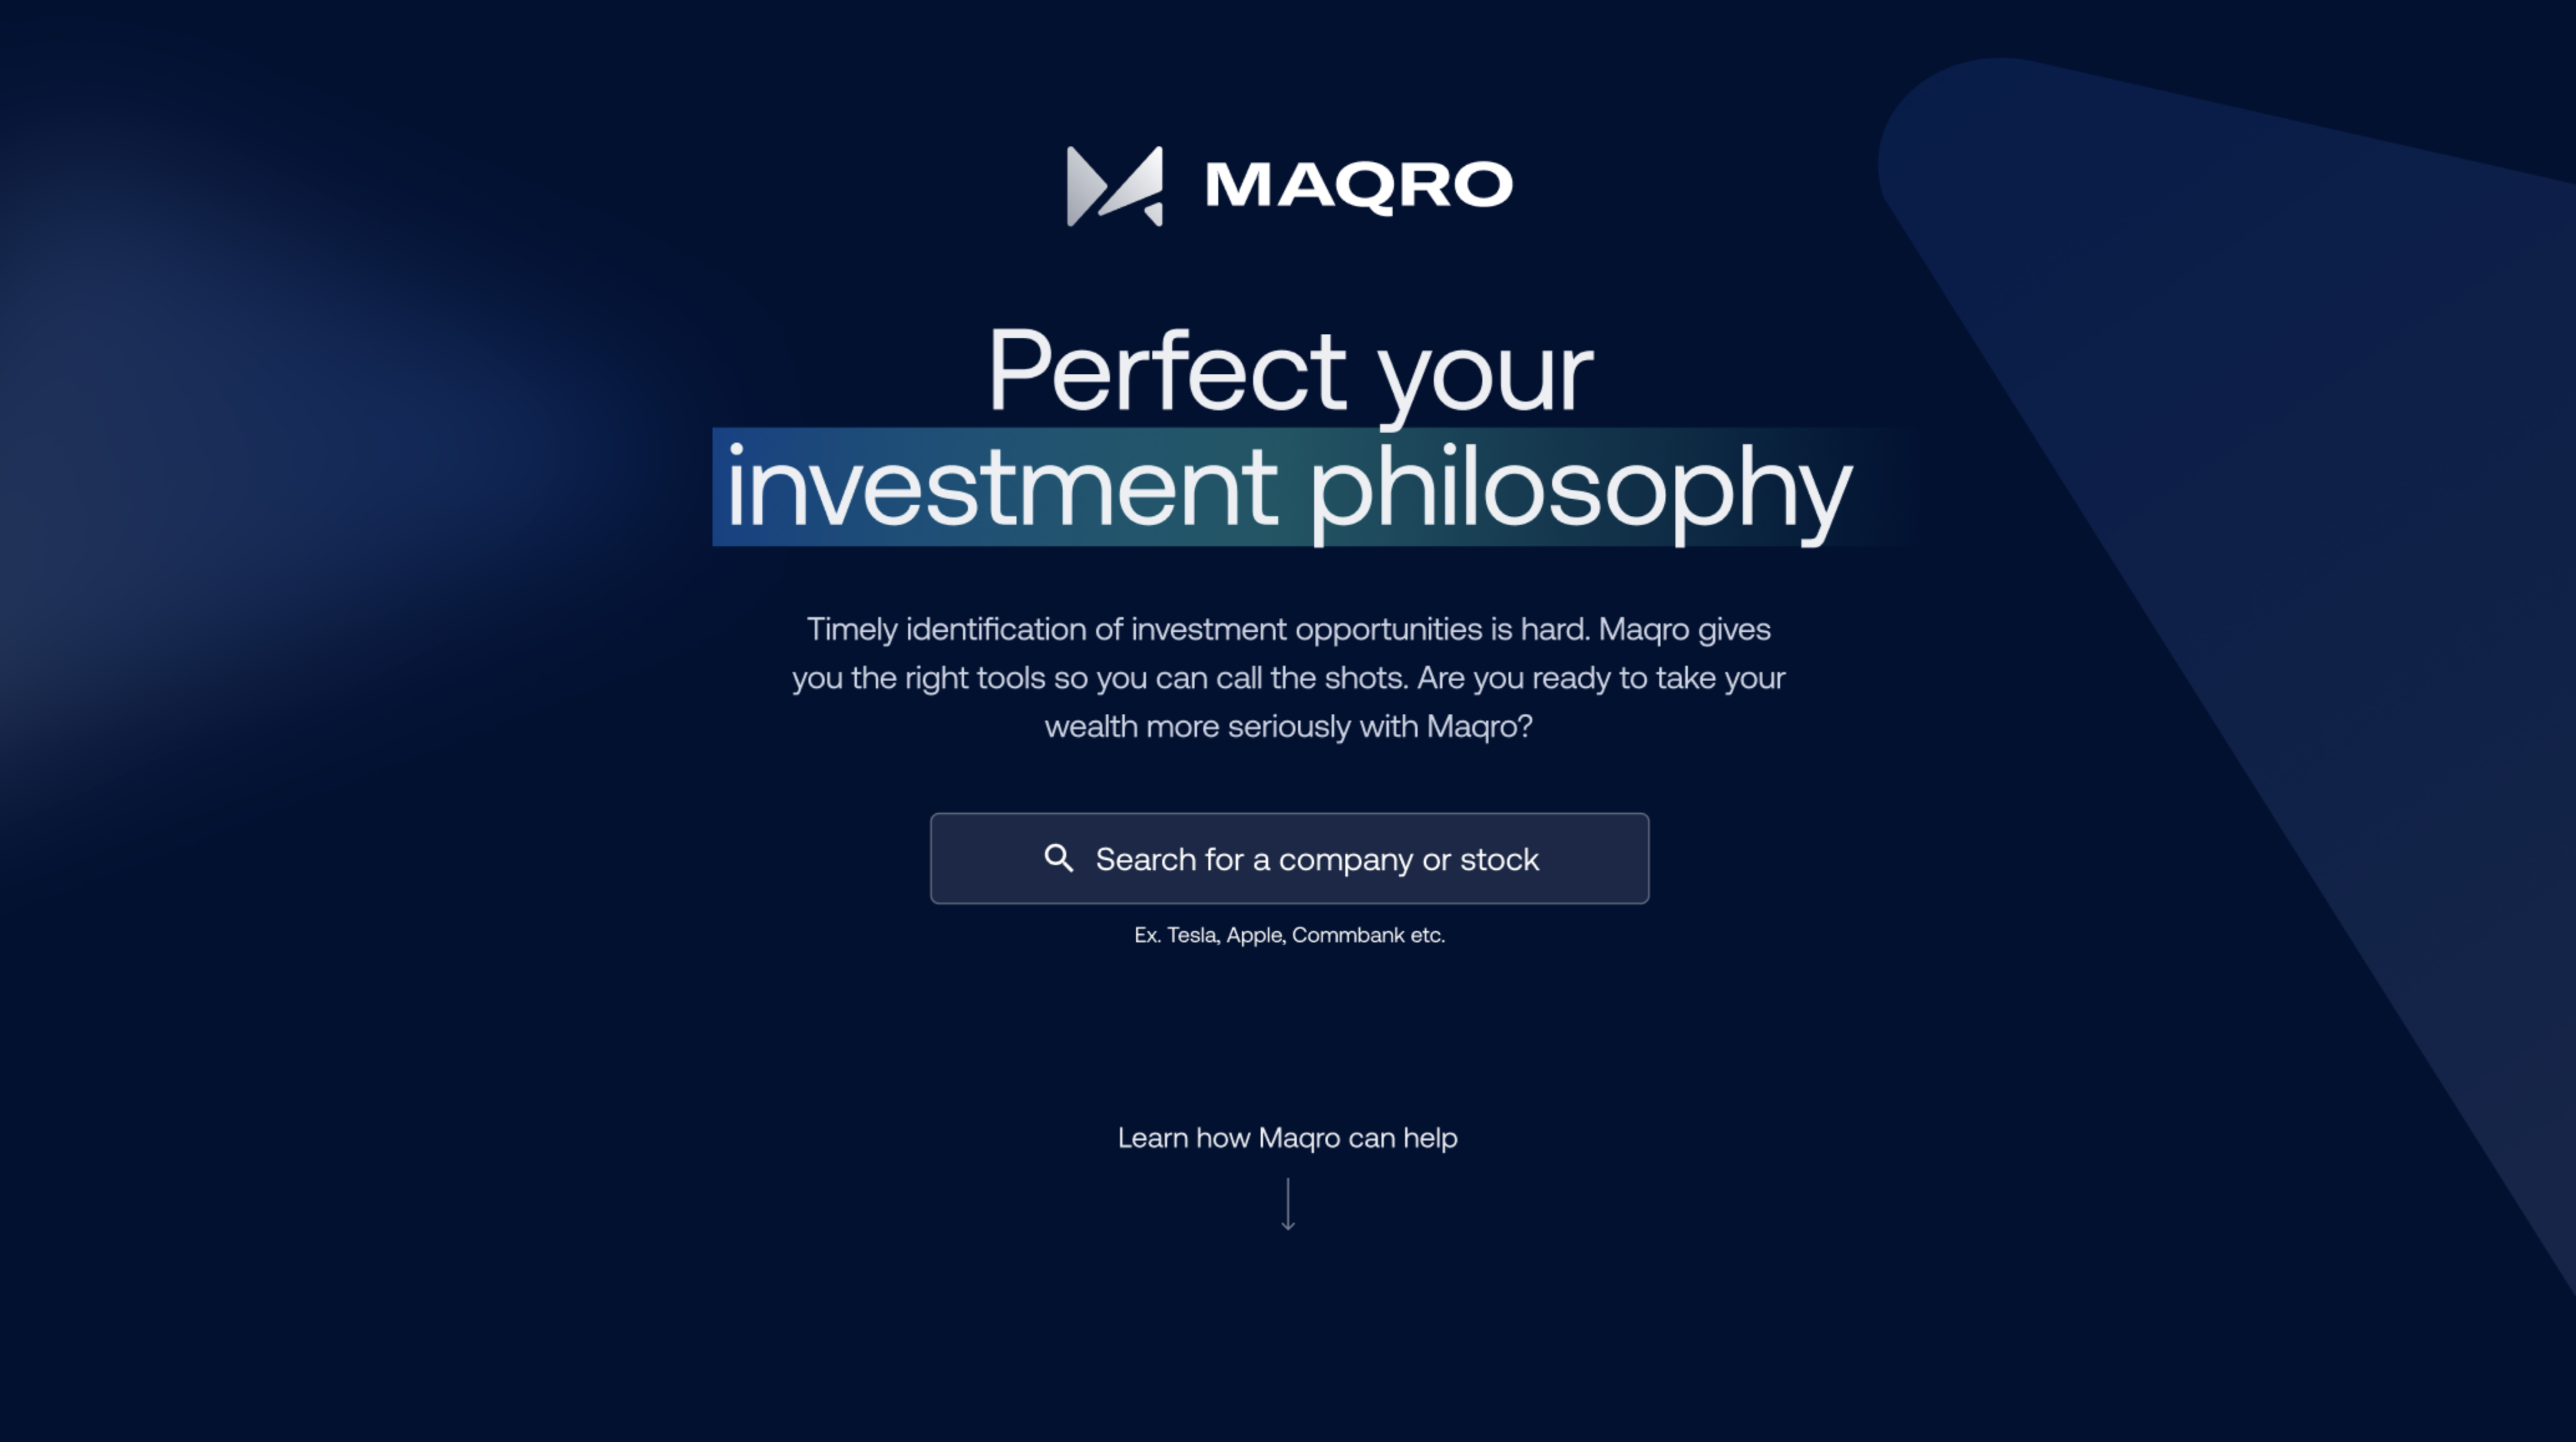 MAQRO
Perfect your
investment philosophy
Timely identification of investment opportunities is hard. Maqro gives
you the right tools so you can call the shots. Are you ready to take your
wealth more seriously with Maqro?
Search for a company or stock
Ex. Tesla, Apple, Commbank etc.
Learn how Maqro can help